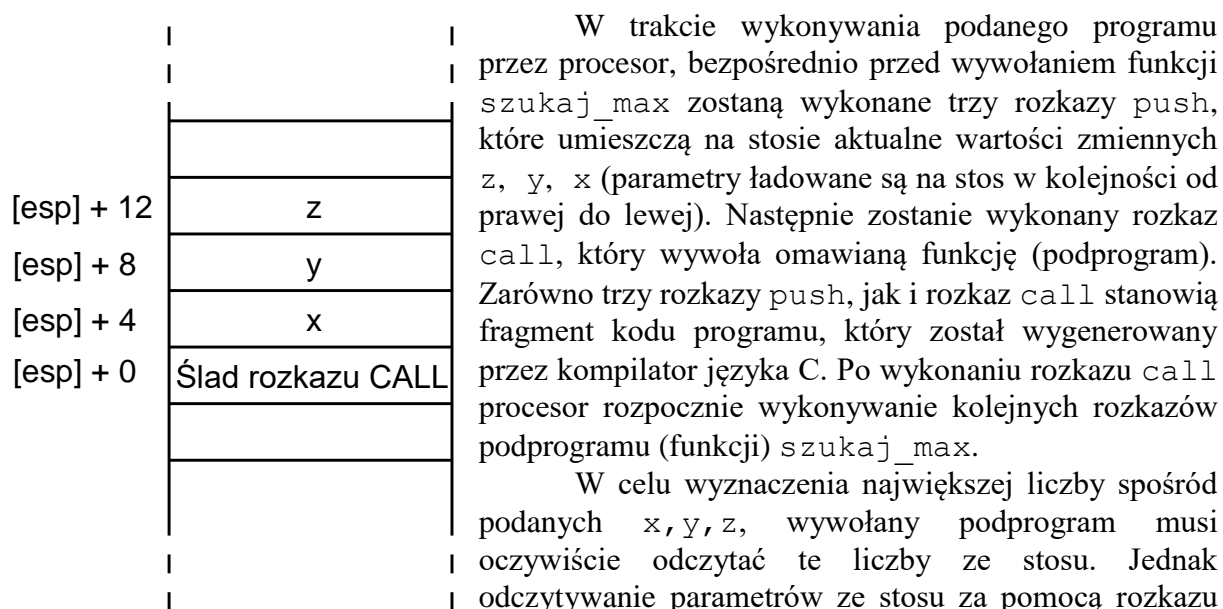 W trakcie wykonywania podanego programu
przez procesor, bezpośrednio przed wywołaniem funkcji
szukaj_max zostaną wykonane trzy rozkazy push,
które umieszczą na stosie aktualne wartości zmiennych
z, y, x (parametry ładowane są na stos w kolejności od
prawej do lewej). Następnie zostanie wykonany rozkaz
call, który wywoła omawianą funkcję (podprogram).
Zarówno trzy rozkazy push, jak i rozkaz call stanowią
fragment kodu programu, który został wygenerowany
przez kompilator języka C. Po wykonaniu rozkazu call
procesor rozpocznie wykonywanie kolejnych rozkazów
podprogramu (funkcji) szukaj_max.
W celu wyznaczenia największej liczby spośród
podanych x,y,z, wywołany podprogram musi
oczywiście odczytać te liczby ze stosu. Jednak
odczytywanie parametrów ze stosu za pomocą rozkazu
[esp] + 12 z
[esp] + 8 y
[esp] + 4 x
[esp] + 0 Ślad rozkazu CALL